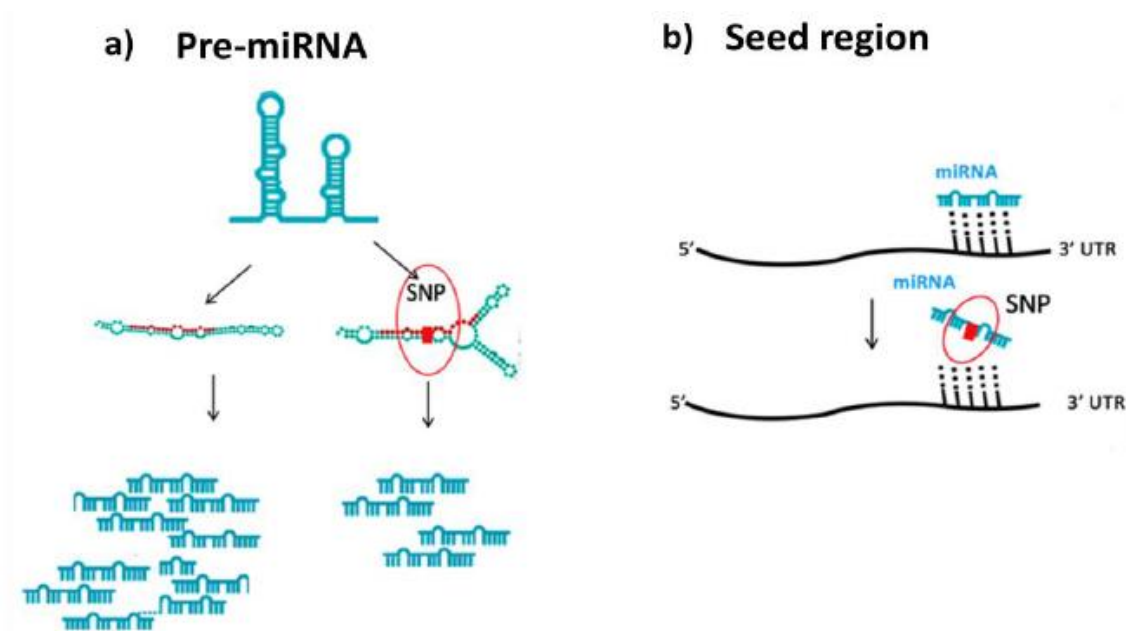 a) Pre-miRNA
SNP
b) Seed region
miRNA
5’ 3’ UTR
miRNA
SNP
5’ 3’ UTR